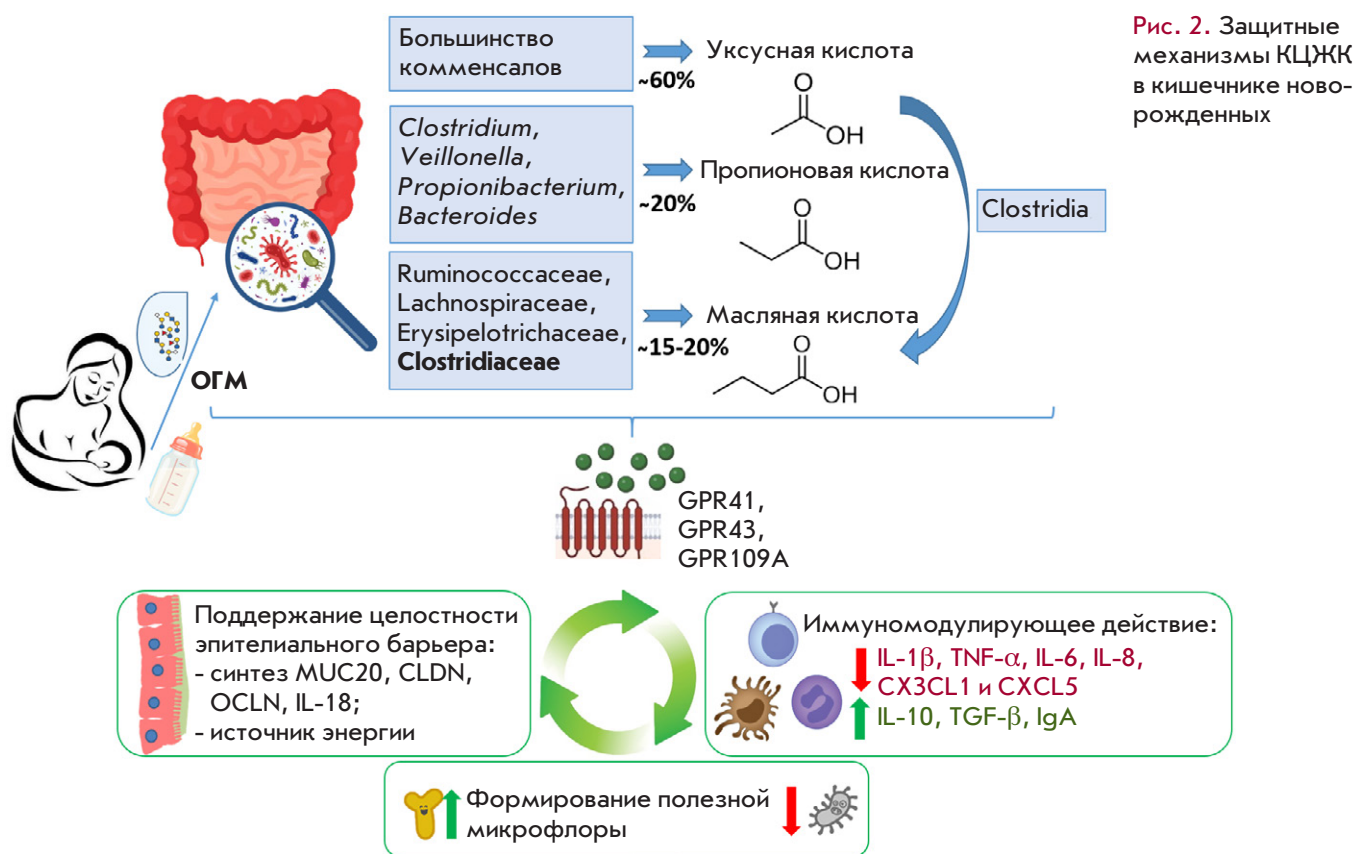 Рис. 2. Защитные
механизмы КЦЖК
в кишечнике ново-
рожденных
Большинство
комменсалов
~60%
Уксусная кислота
O
OH
Clostridium,
Veillonella,
Propionibacterium,
Bacteroides
~20%
Пропионовая кислота
O
OH
Clostridia
Ruminococcaceae,
Lachnospiraceae,
Erysipelotrichaceae,
Clostridiaceae
~15-20%
Масляная кислота
O
OH
ОГМ
GPR41,
GPR43,
GPR109A
Поддержание целостности
эпителиального барьера:
- синтез MUC20, CLDN,
OCLN, IL-18;
- источник энергии
Иммуномодулирующее действие:
IL-1β, TNF-α, IL-6, IL-8,
CX3CL1 и CXCL5
IL-10, TGF-β, IgA
Формирование полезной
микрофлоры